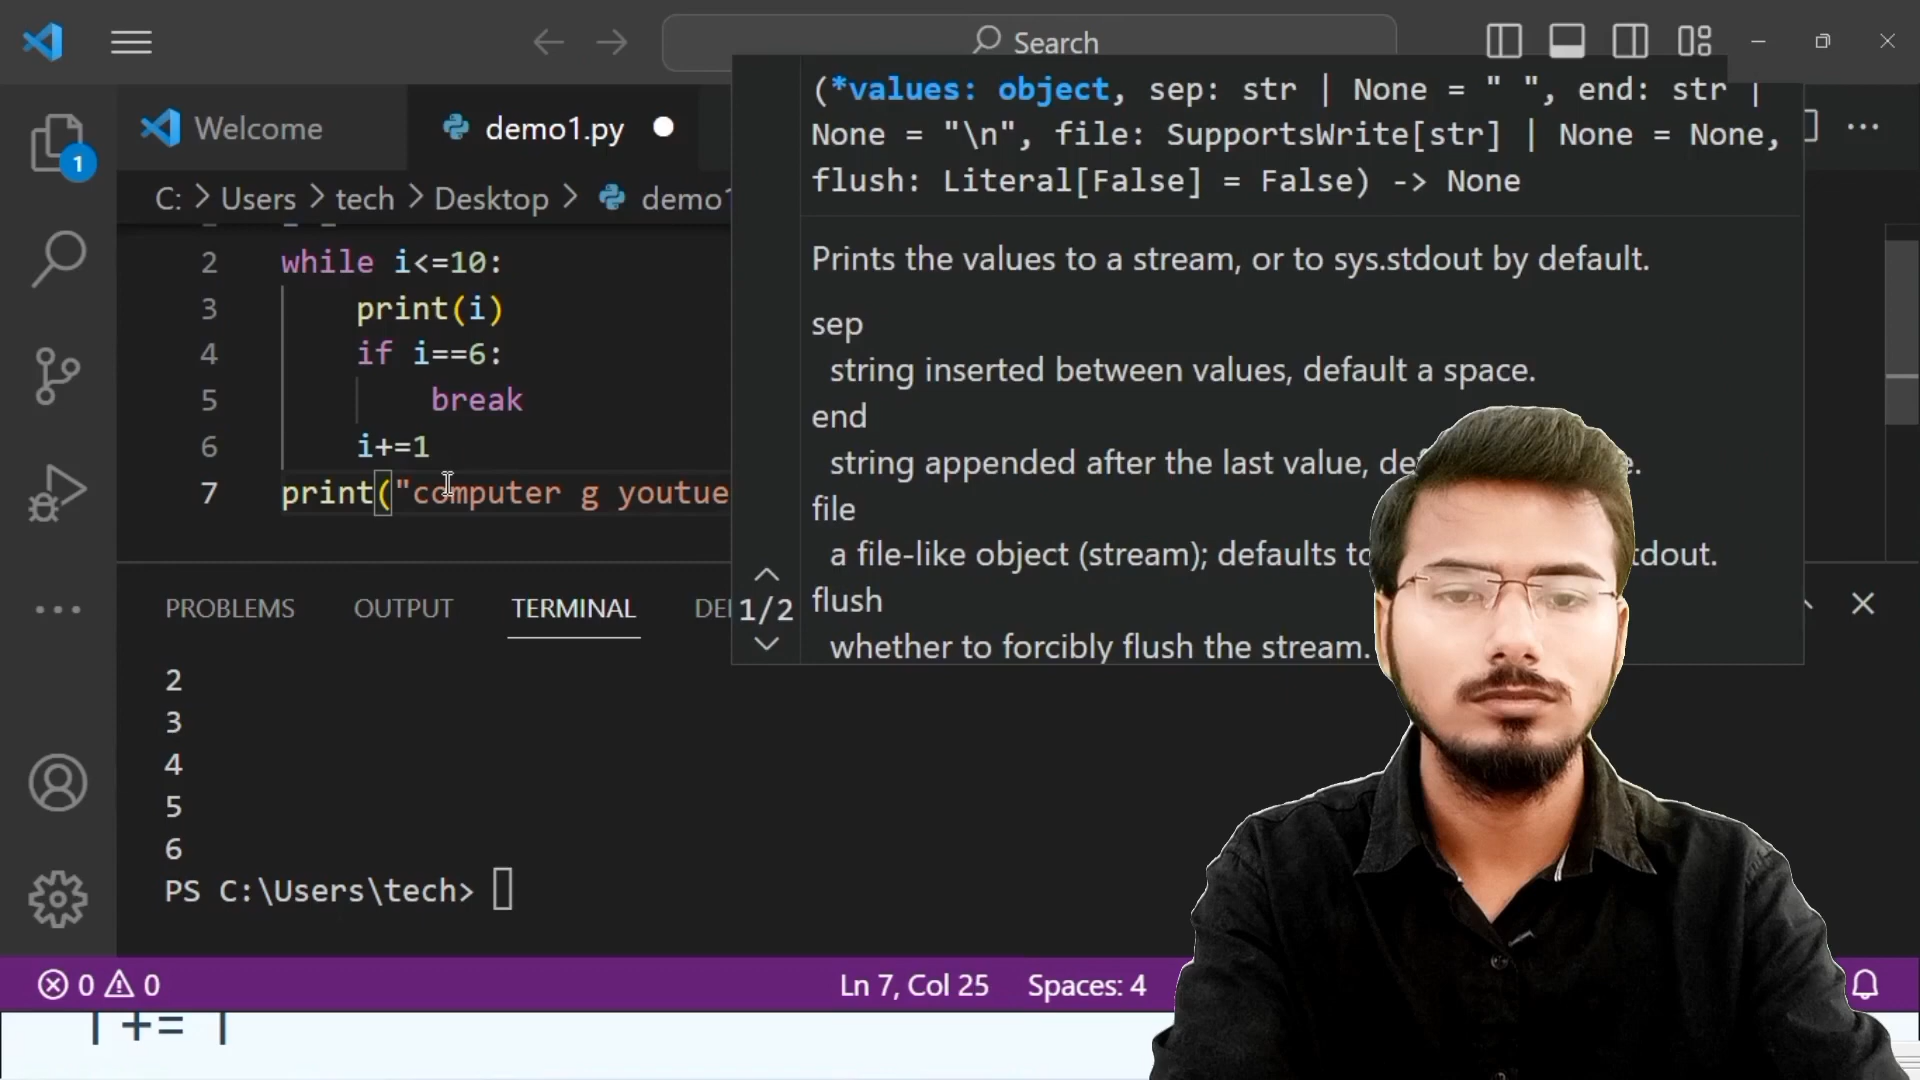 Search
Welcome
demo1.py
C: > Users > tech > Desktop > demo1
(*values: object, sep: str | None = " ", end: str |
None = "\n", file: SupportsWrite[str] | None = None,
flush: Literal[False] = False) -> None
Prints the values to a stream, or to sys.stdout by default.
sep
string inserted between values, default a space.
end
string appended after the last value,
file
a file-like object (stream); defaults
flush
whether to forcibly flush the stream.
1/2
1
2 while i<=10:
3 print(i)
4 if i==6:
5 break
6 i+=1
7 print("computer g youtue
PROBLEMS OUTPUT TERMINAL
2
3
4
5
6
PS C:\Users\tech>
0 0
Ln 7, Col 25 Spaces: 4